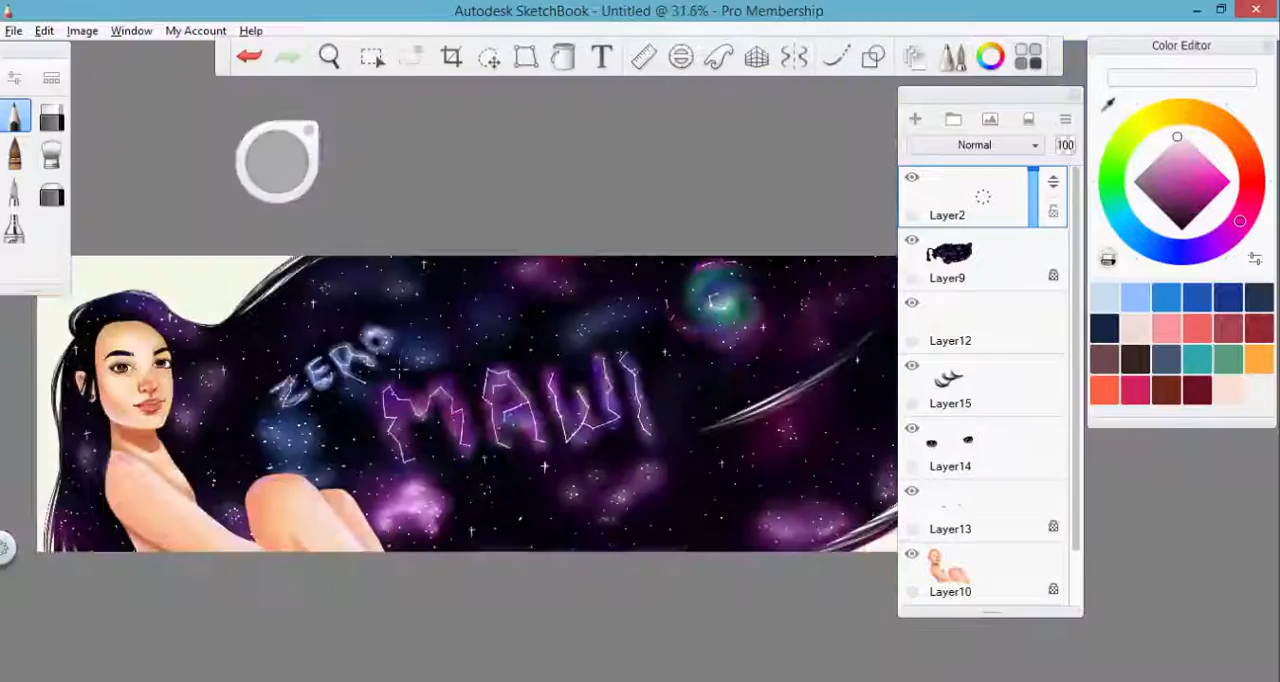 Autodesk SketchBook - Untitled @ 31.6% - Pro Membership
File Edit Image Window My Account Help
T
Color Editor
Normal 100
Layer2
Layer9
Layer12
Layer15
Layer14
Layer13
Layer10
ZERO
MAWI